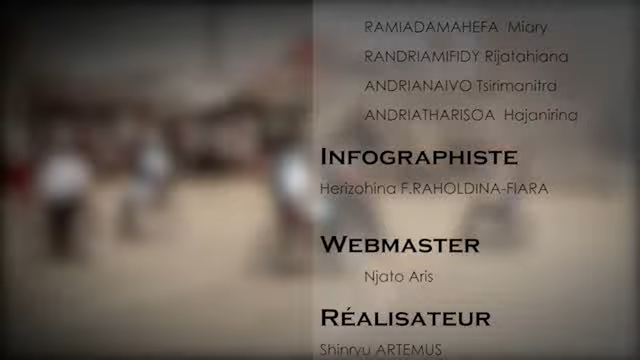 RAMIADAMAHEFA Miary
RANDRIAMIFIDY Rijatahiana
ANDRIANAIVO Tsirimanitra
ANDRIATHARISOA Hajanirina
INFOGRAPHISTE
Herizohina F.RAHOLDINA-FIARA
WEBMASTER
Njato Aris
RÉALISATEUR
Shinryu ARTEMUS